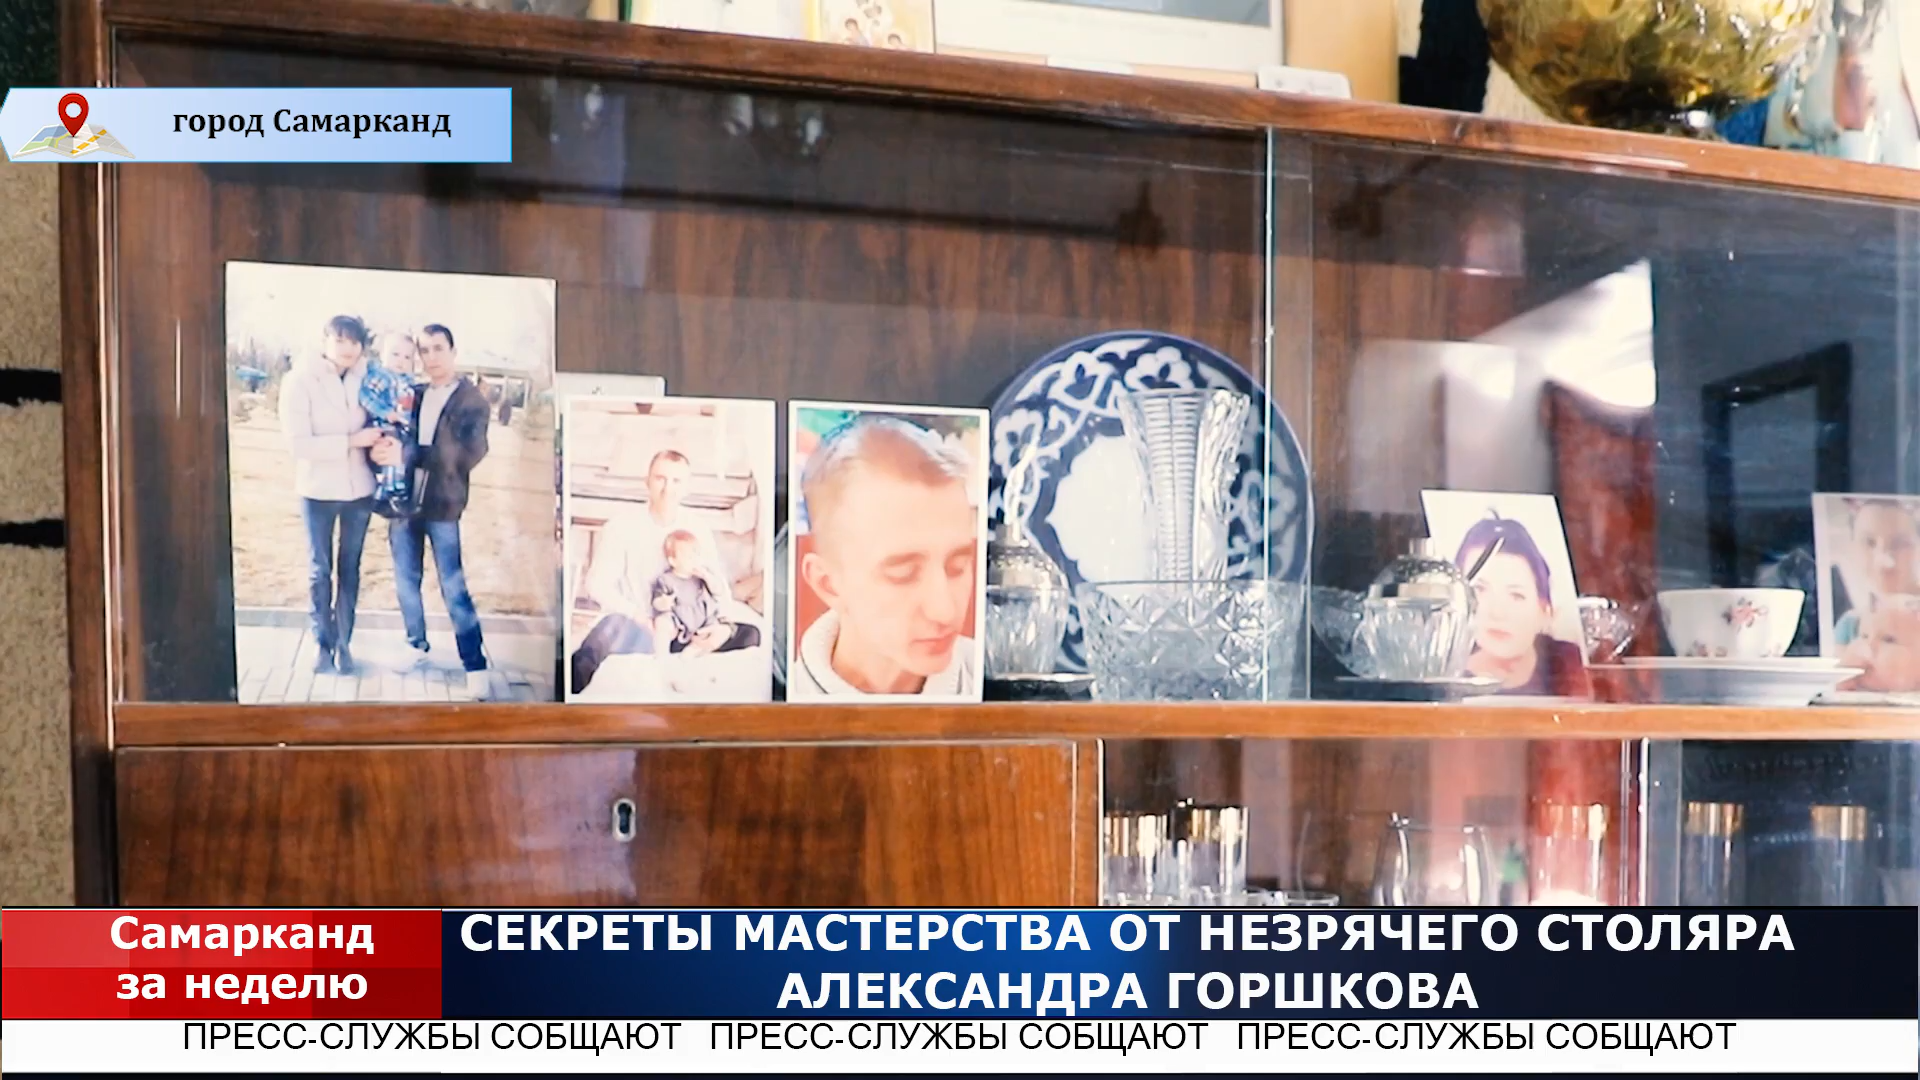 город Самарканд
Самарканд
за неделю
СЕКРЕТЫ МАСТЕРСТВА ОТ НЕЗРЯЧЕГО СТОЛЯРА
АЛЕКСАНДРА ГОРШКОВА
ПРЕСС-СЛУЖБЫ СОБЩАЮТ ПРЕСС-СЛУЖБЫ СОБЩАЮТ ПРЕСС-СЛУЖБЫ СОБЩАЮТ